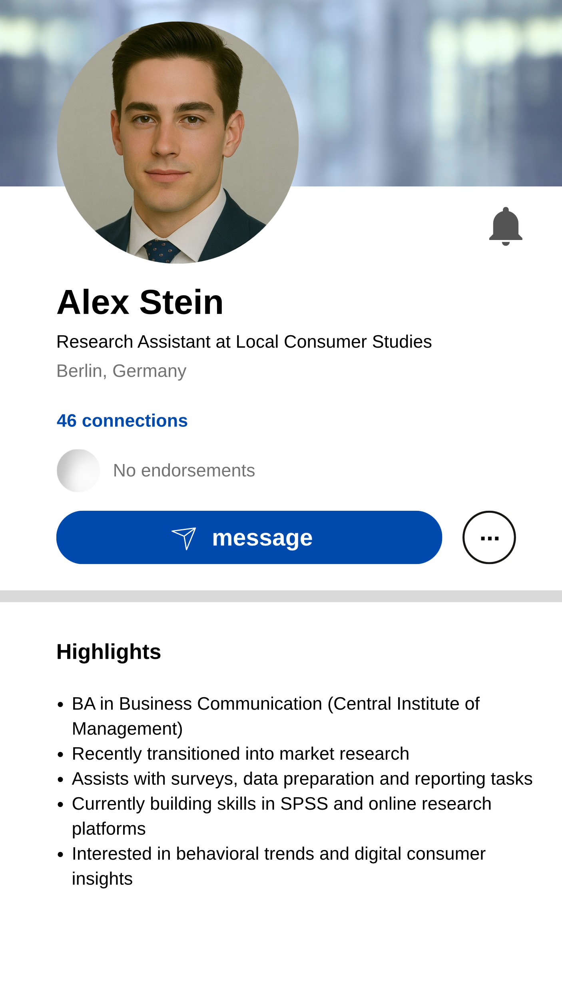 Alex Stein
Research Assistant at Local Consumer Studies
Berlin, Germany
46 connections
No endorsements
message
...
Highlights
• BA in Business Communication (Central Institute of
Management)
• Recently transitioned into market research
• Assists with surveys, data preparation and reporting tasks
• Currently building skills in SPSS and online research
platforms
• Interested in behavioral trends and digital consumer
insights